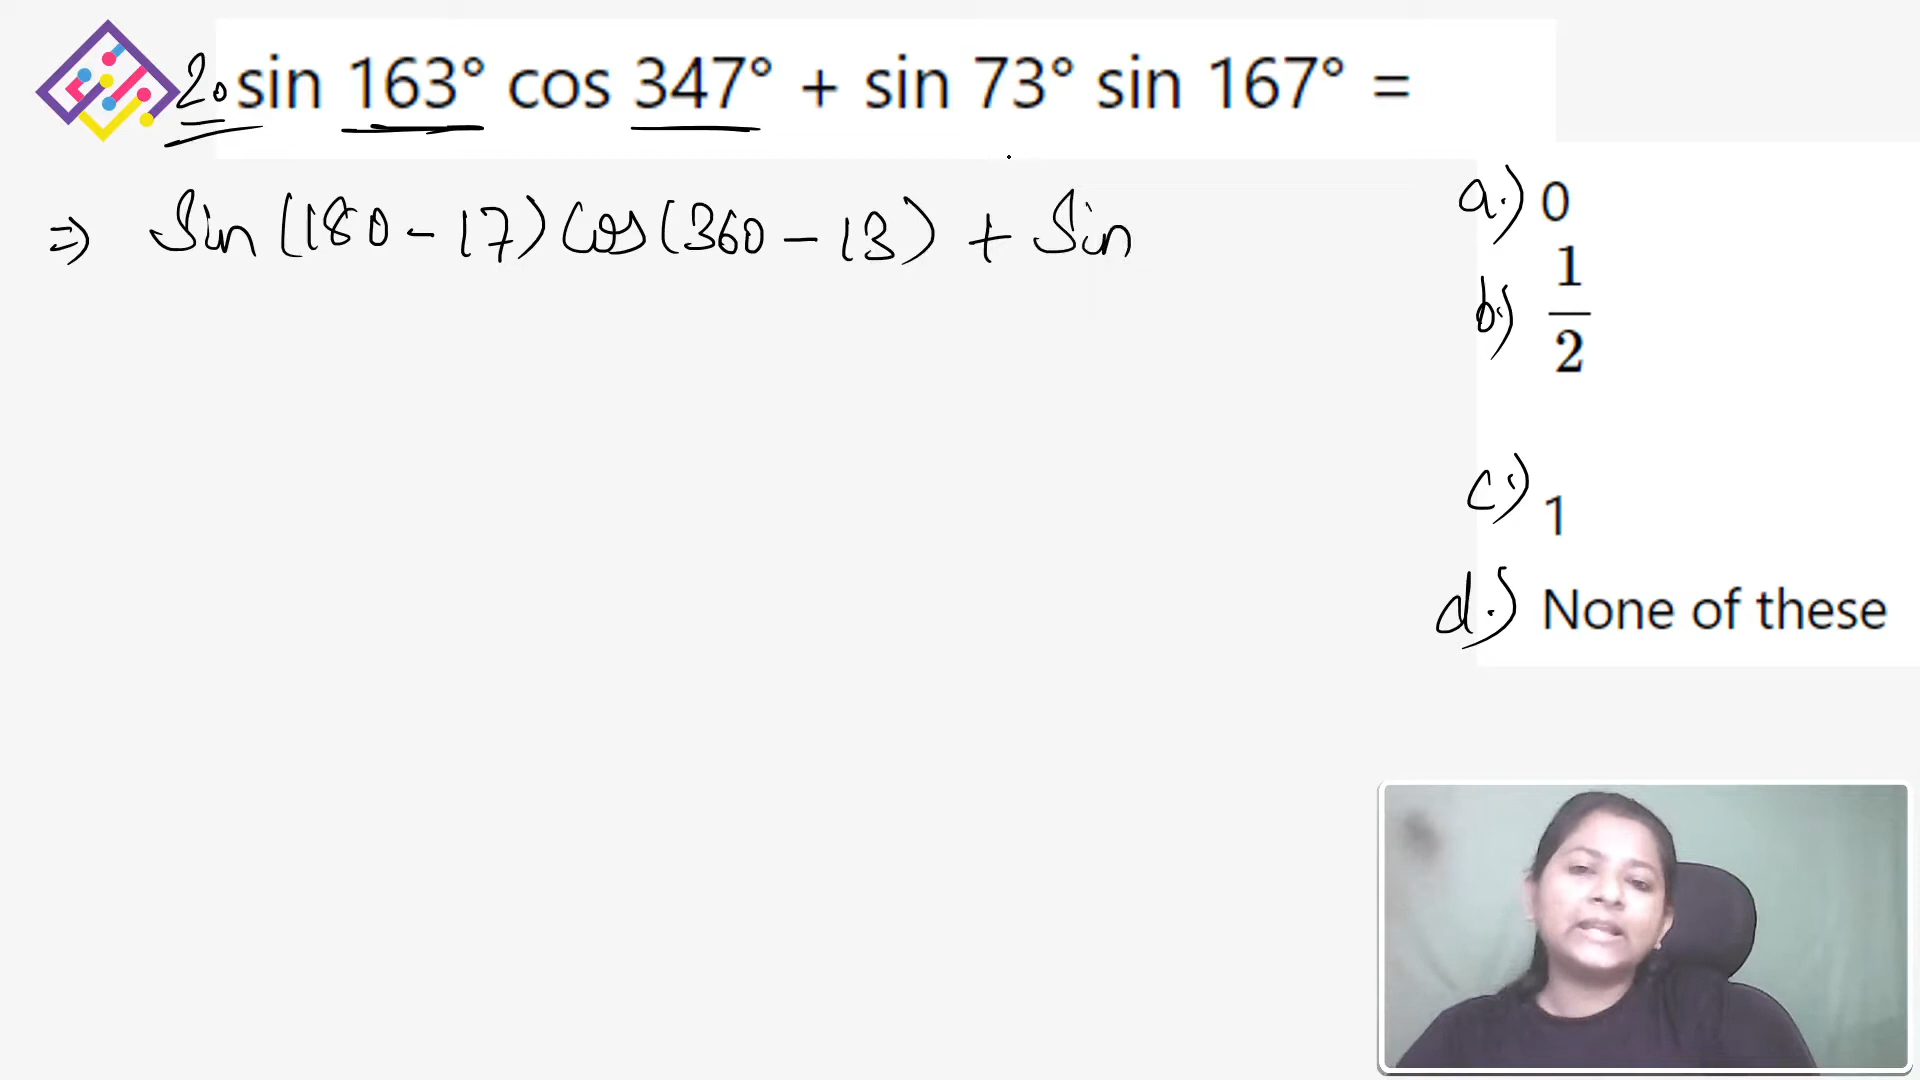 20 sin 163° cos 347° + sin 73° sin 167° =
⇒ Sin (180 - 17) Cos (360 - 13) + Sin
a.) 0
b.) 1/2
c.) 1
d.) None of these